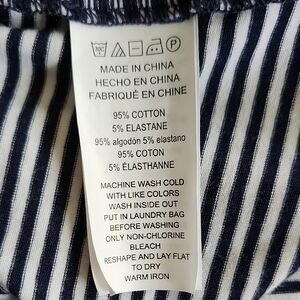 MADE IN CHINA
HECHO EN CHINA
FABRIQUÉ EN CHINE
95% COTTON
5% ELASTANE
95% algodón 5% elastano
95% COTON
5% ÉLASTHANNE
MACHINE WASH COLD
WITH LIKE COLORS
WASH INSIDE OUT
PUT IN LAUNDRY BAG
BEFORE WASHING
ONLY NON-CHLORINE
BLEACH
RESHAPE AND LAY FLAT
TO DRY
WARM IRON